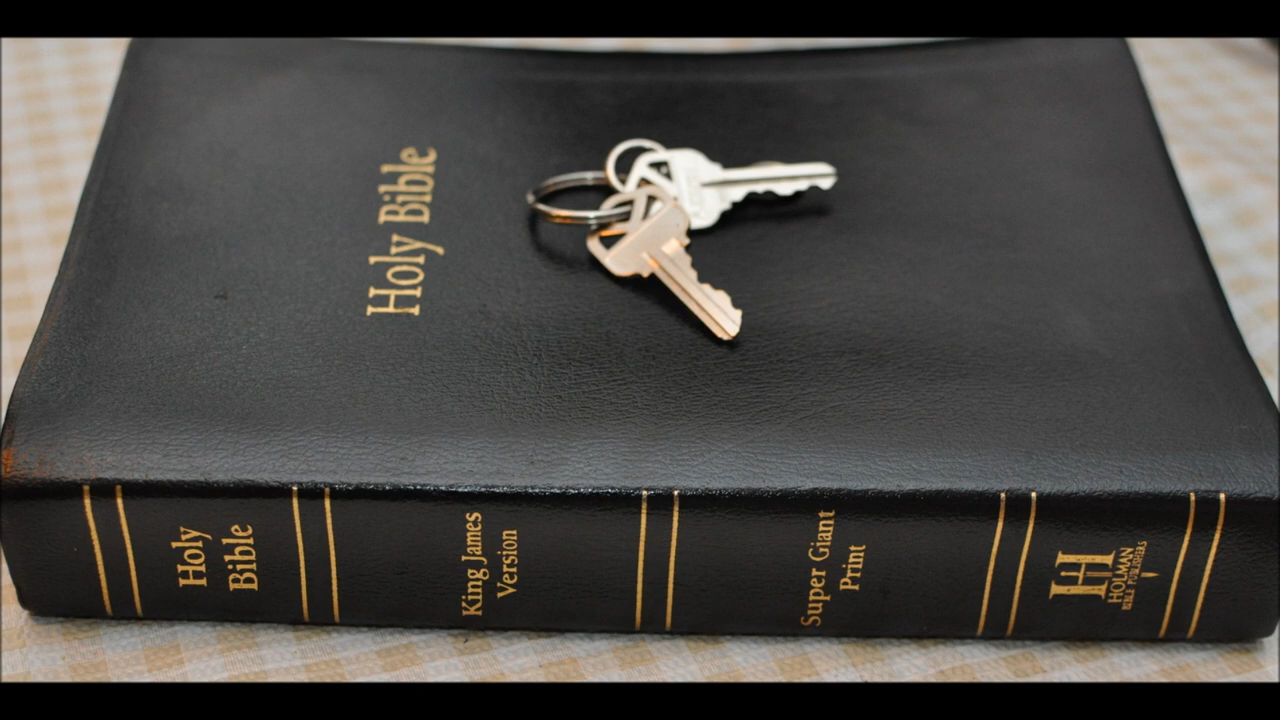 Holy Bible
Holy
Bible
King James
Version
Super Giant
Print
HOLMAN
BIBLE PUBLISHERS